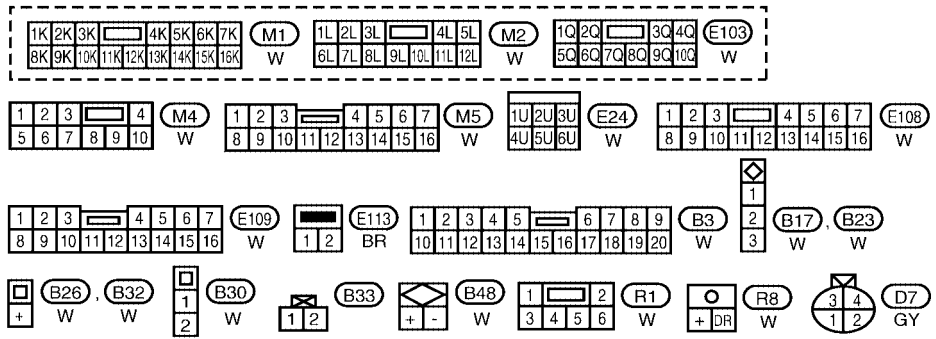 1K 2K 3K 4K 5K 6K 7K M1 1L 2L 3L 4L 5L M2 1Q 2Q 3Q 4Q E103
8K 9K 10K 11K 12K 13K 14K 15K 16K W 6L 7L 8L 9L 10L 11L 12L W 5Q 6Q 7Q 8Q 9Q 10Q W
1 2 3 4 M4 1 2 3 4 5 6 7 M5 1U 2U 3U E24 1 2 3 4 5 6 7 E108
5 6 7 8 9 10 W 8 9 10 11 12 13 14 15 16 W 4U 5U 6U W 8 9 10 11 12 13 14 15 16 W
1 2 3 4 5 6 7 E109 E113 1 2 3 4 5 6 7 8 9 B3 1 2 3 B17 , B23
8 9 10 11 12 13 14 15 16 W 1 2 BR 10 11 12 13 14 15 16 17 18 19 20 W W W
B26 , B32 1 B30 B33 B48 1 2 R1 R8 3 4 D7
+ W W 2 W 1 2 + - W 3 4 5 6 W + DR W 1 2 GY